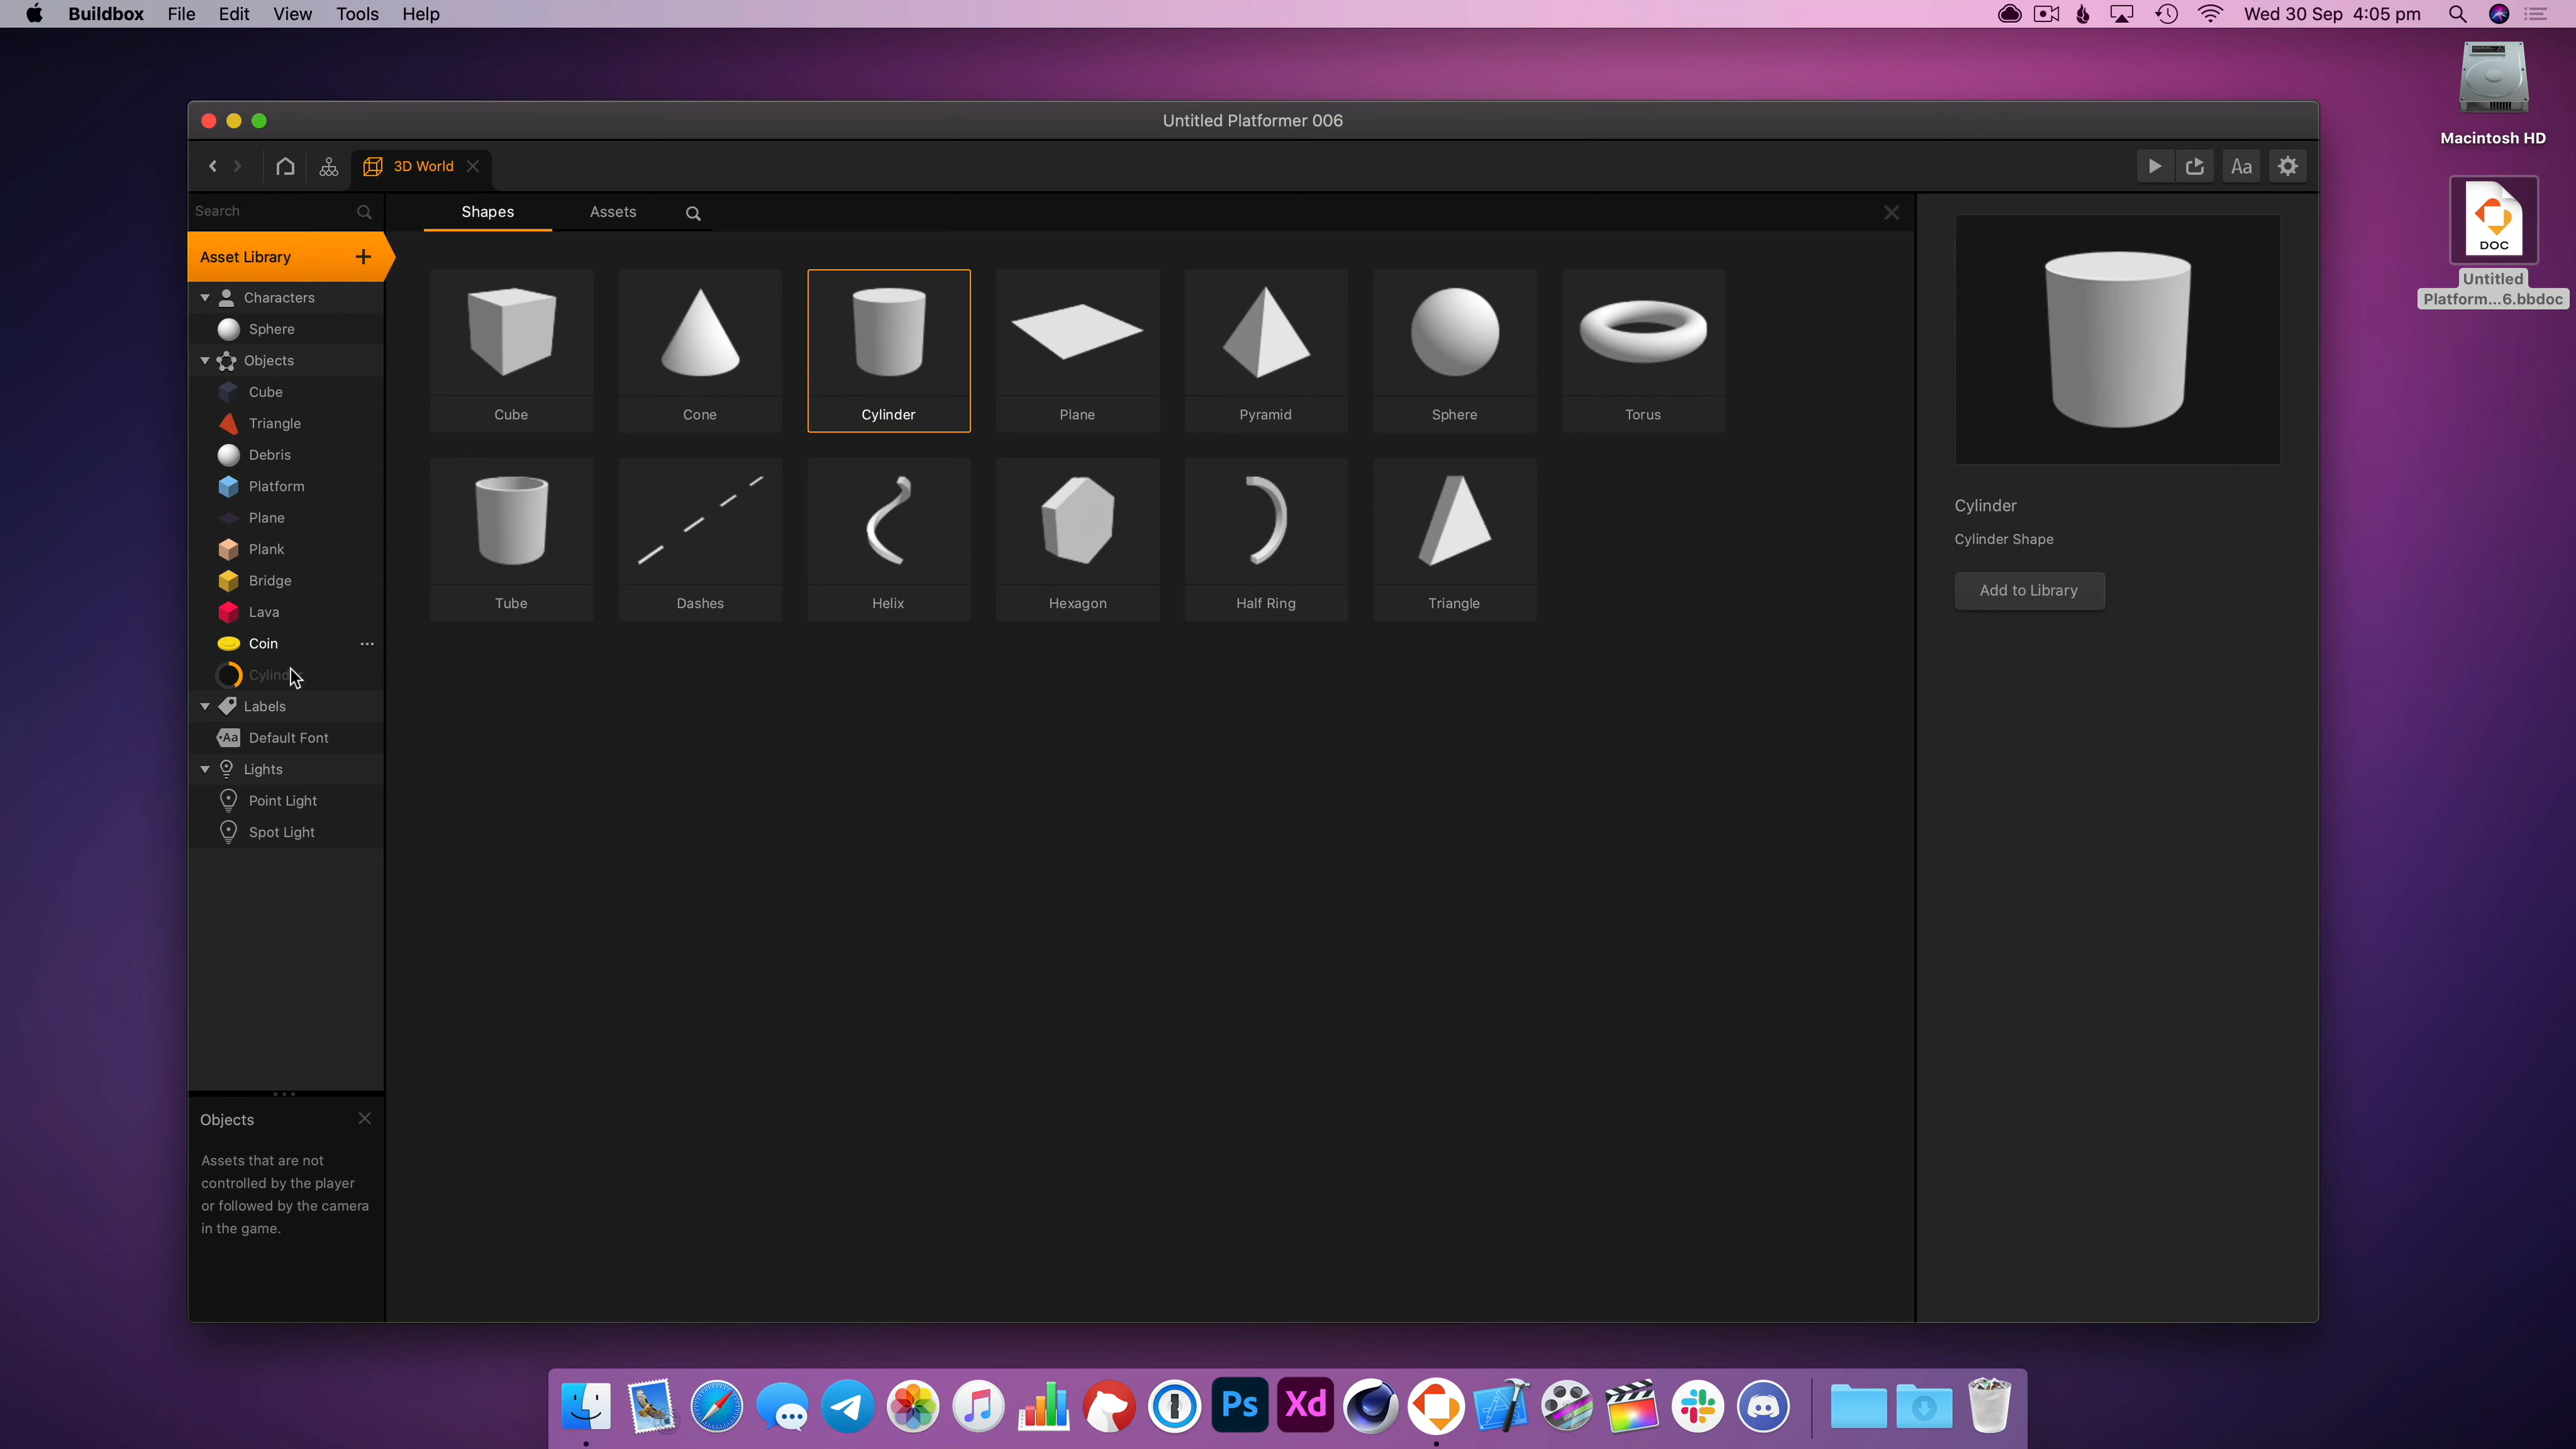 Buildbox File Edit View Tools Help
Wed 30 Sep 4:05 pm
Macintosh HD
DOC
Untitled
Platform...6.bbdoc
Untitled Platformer 006
3D World
Aa
Search
Shapes Assets
Asset Library +
Characters
Sphere
Objects
Cube
Triangle
Debris
Platform
Plane
Plank
Bridge
Lava
Coin ...
Labels
Aa Default Font
Lights
Point Light
Spot Light
Cube Cone Cylinder Plane Pyramid Sphere Torus
Tube Dashes Helix Hexagon Half Ring Triangle
Cylinder
Cylinder Shape
Add to Library
Objects
Assets that are not
controlled by the player
or followed by the camera
in the game.
Ps Xd